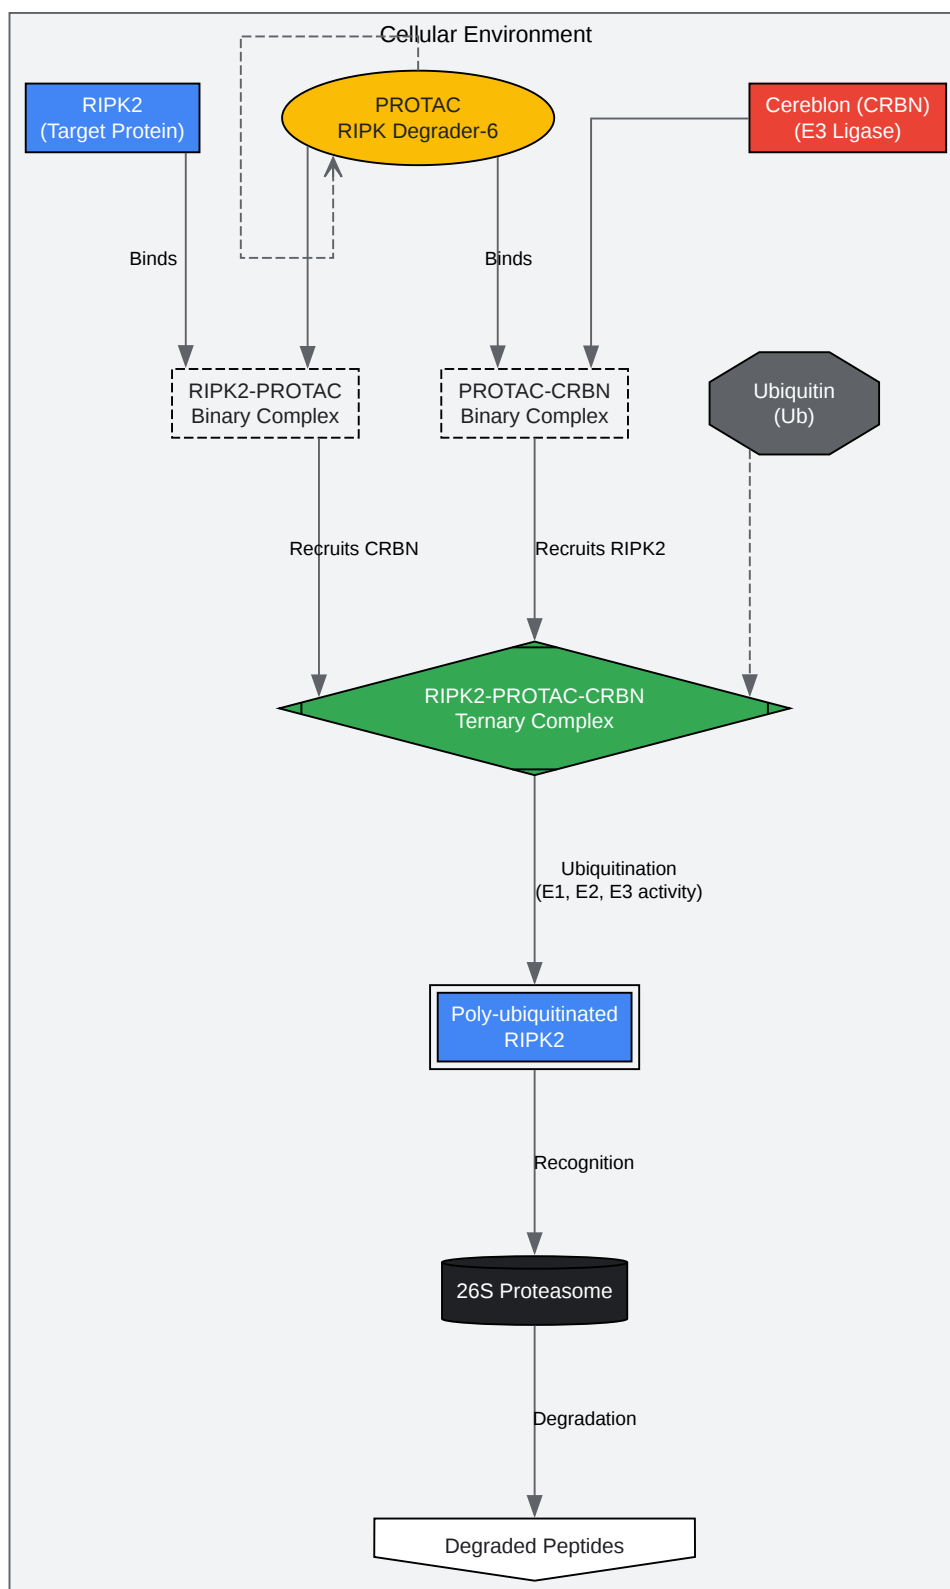 Cellular Environment
RIPK2
(Target Protein)
PROTAC
RIPK Degrader-6
Cereblon (CRBN)
(E3 Ligase)
Binds
Binds
RIPK2-PROTAC
Binary Complex
PROTAC-CRBN
Binary Complex
Ubiquitin
(Ub)
Recruits CRBN
Recruits RIPK2
RIPK2-PROTAC-CRBN
Ternary Complex
Ubiquitination
(E1, E2, E3 activity)
Poly-ubiquitinated
RIPK2
Recognition
26S Proteasome
Degradation
Degraded Peptides